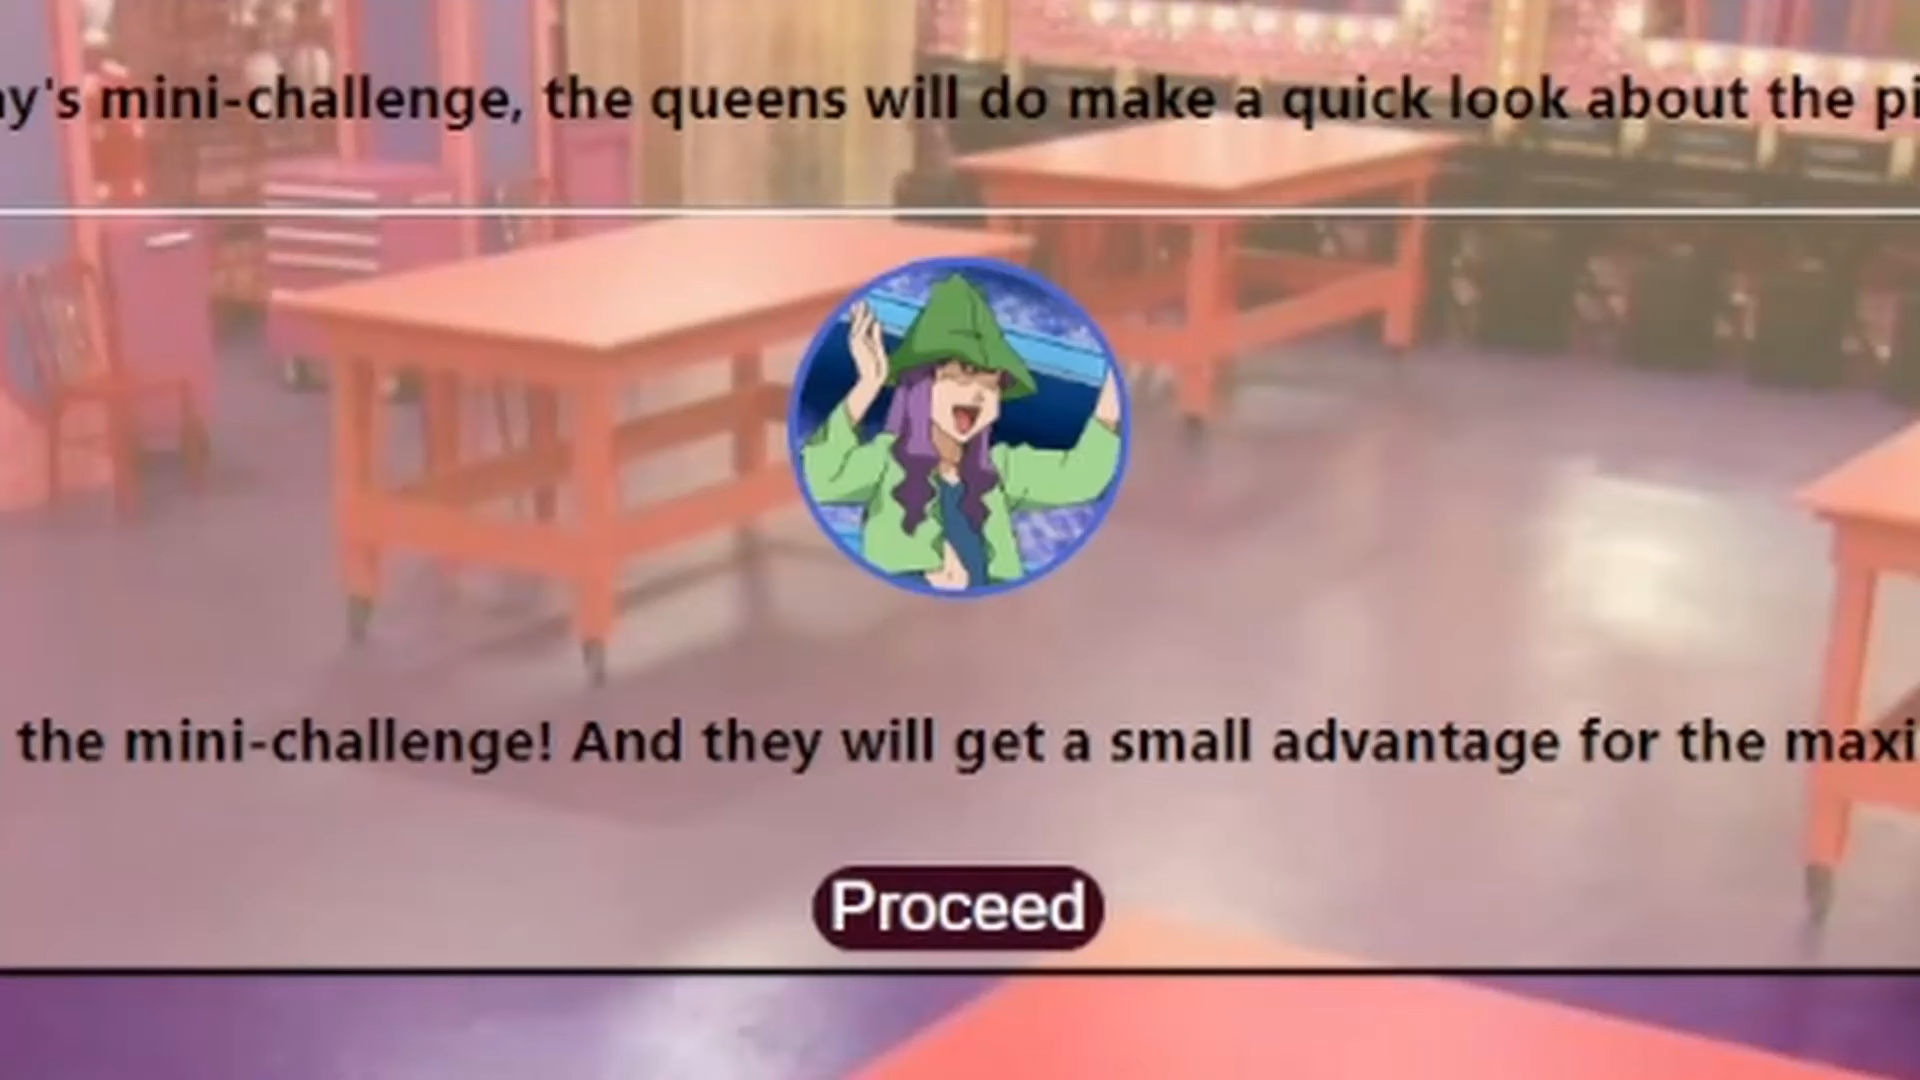 ay's mini-challenge, the queens will do make a quick look about the pi
the mini-challenge! And they will get a small advantage for the maxi
Proceed